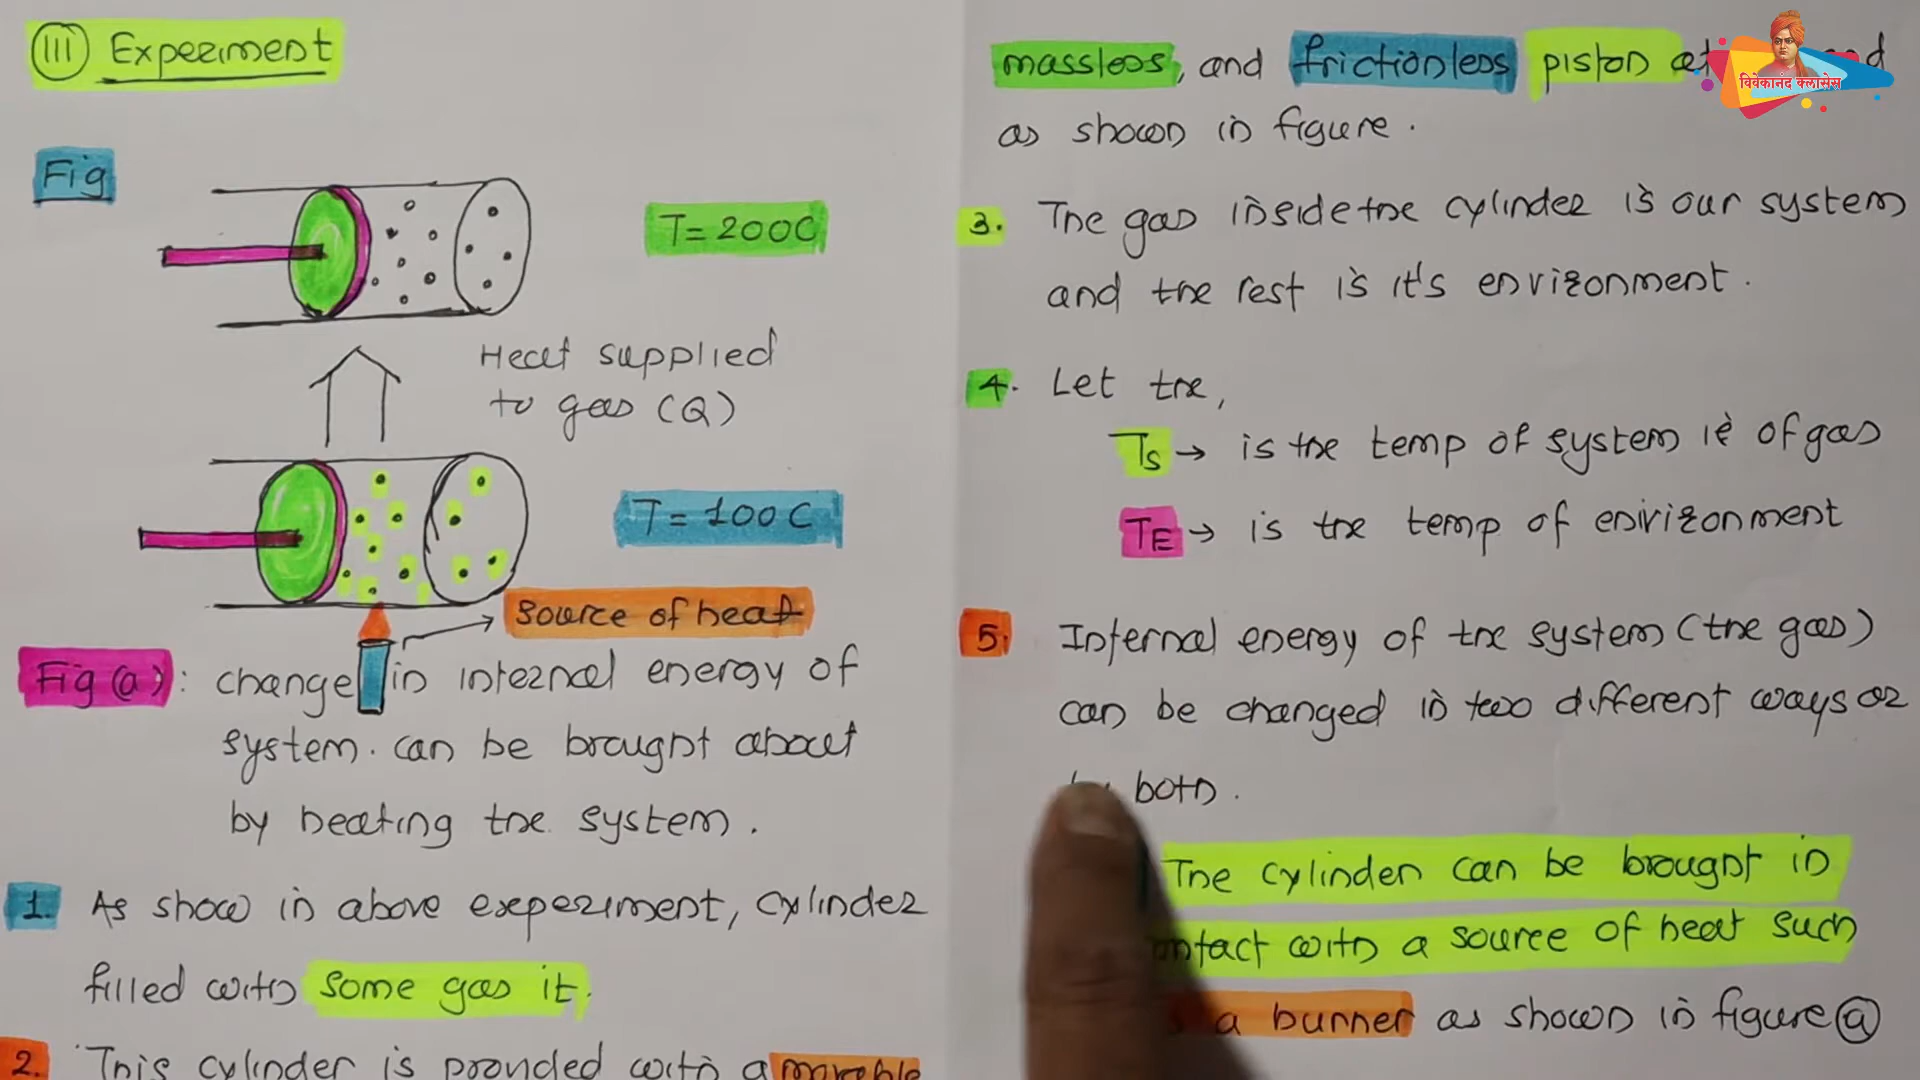 III Experiment
Fig
T = 200C
Heat supplied
to gas (Q)
T = 100C
source of heat
Fig (a) : change in internal energy of
system. can be brought about
by heating the system.
1. As show in above experiment, cylinder
filled with some gas it.
2. This cylinder is provided with a movable
massless, and frictionless piston at
as shown in figure.
3. The gas inside the cylinder is our system
and the rest is it's environment.
4. Let the,
Ts → is the temp of system ie of gas
TE → is the temp of environment
5. Internal energy of the system (the gas)
can be changed in two different ways or
by both.
The cylinder can be brought in
with a source of heat such
a burner as shown in figure (a)
विवेकानंद क्लासेस